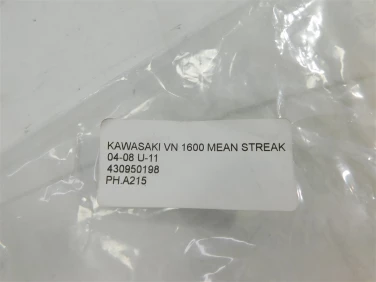 KAWASAKI VN 1600 MEAN STREAK
04-08 U-11
430950198
PH.A215